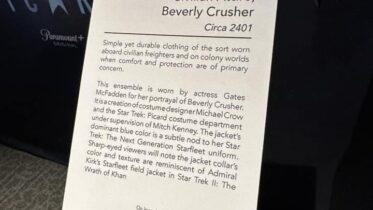 Paramount+
ORIGINAL
Beverly Crusher
Circa 2401
Simple yet durable clothing of the sort worn
aboard civilian freighters and on colony worlds
when comfort and protection are of primary
concern.
This ensemble is worn by actress Gates
McFadden for her portrayal of Beverly Crusher.
It is a creation of costume designer Michael Crow
and the Star Trek: Picard costume department
under supervision of Mitch Kenney. The jacket's
dominant blue color is a subtle nod to her Star
Trek: The Next Generation Starfleet uniform.
Sharp-eyed viewers will note the jacket collar's
color and texture are reminiscent of Admiral
Kirk's Starfleet field jacket in Star Trek II: The
Wrath of Khan